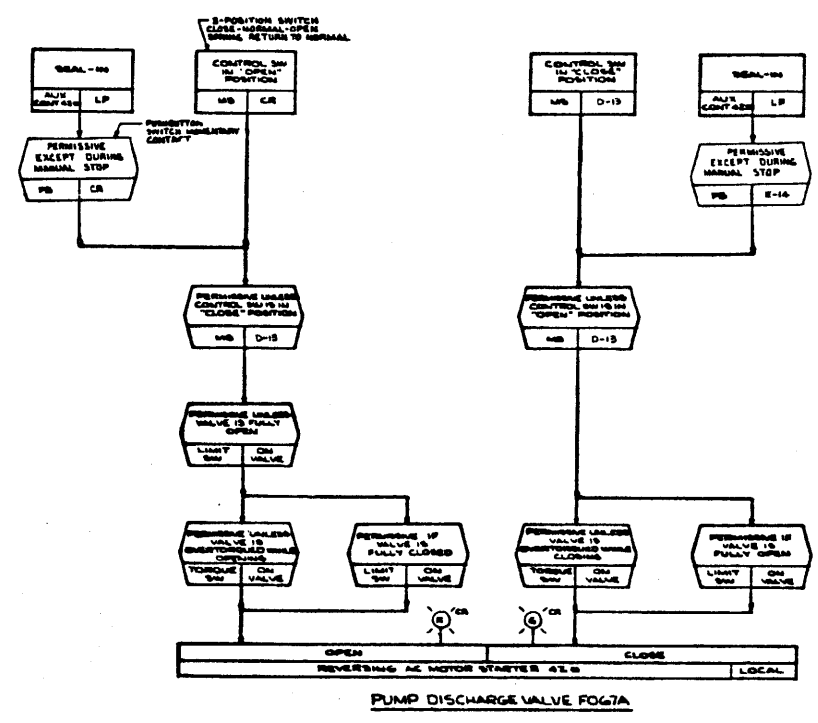 3-POSITION SWITCH
CLOSE-NORMAL-OPEN
SPRING RETURN TO NORMAL
SEAL-IN
AUX
LP
CONTROL SW
IN "OPEN"
POSITION
MS CR
CONTROL SW
IN "CLOSE"
POSITION
MS D-13
SEAL-IN
AUX
LP
PUSHBUTTON
SWITCH MOMENTARY
CONTACT
PERMISSIVE
EXCEPT DURING
MANUAL STOP
PB CR
PERMISSIVE
EXCEPT DURING
MANUAL STOP
PB E-14
PERMISSIVE UNLESS
CONTROL SW IS IN
"CLOSE" POSITION
MS D-13
PERMISSIVE UNLESS
CONTROL SW IS IN
"OPEN" POSITION
MS D-13
PERMISSIVE UNLESS
VALVE IS FULLY
OPEN
LIMIT SW
ON VALVE
PERMISSIVE UNLESS
VALVE IS
OVERTORQUED WHILE
OPENING
TORQUE SW
ON VALVE
PERMISSIVE IF
VALVE IS
FULLY CLOSED
LIMIT SW
ON VALVE
PERMISSIVE UNLESS
VALVE IS
OVERTORQUED WHILE
CLOSING
TORQUE SW
ON VALVE
PERMISSIVE IF
VALVE IS
FULLY OPEN
LIMIT SW
ON VALVE
R CR
G CR
OPEN
CLOSE
REVERSING AC MOTOR STARTER 42
LOCAL
PUMP DISCHARGE VALVE F067A